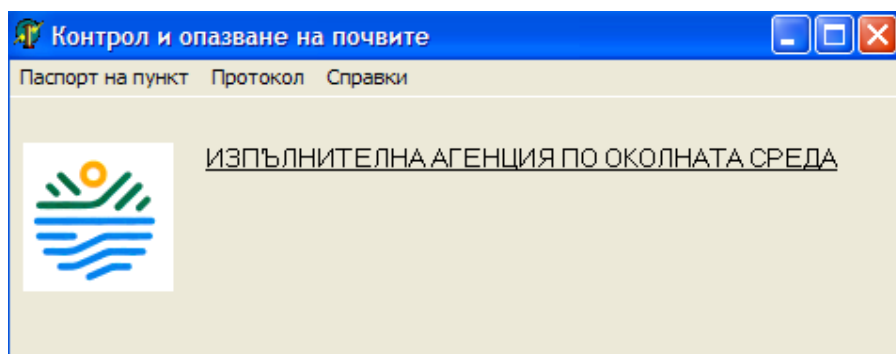 Контрол и опазване на почвите
Паспорт на пункт Протокол Справки
ИЗПЪЛНИТЕЛНА АГЕНЦИЯ ПО ОКОЛНАТА СРЕДА